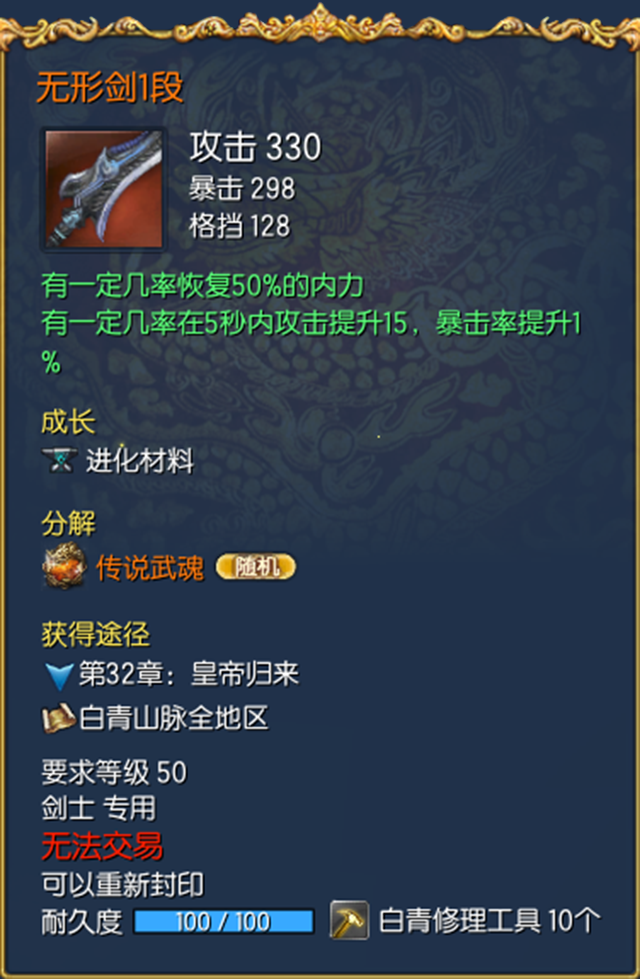 无形剑1段
攻击 330
暴击 298
格挡 128
有一定几率恢复50%的内力
有一定几率在5秒内攻击提升15，暴击率提升1
%
成长
进化材料
分解
传说武魂 随机
获得途径
第32章：皇帝归来
白青山脉全地区
要求等级 50
剑士 专用
无法交易
可以重新封印
耐久度 100 / 100 白青修理工具 10个